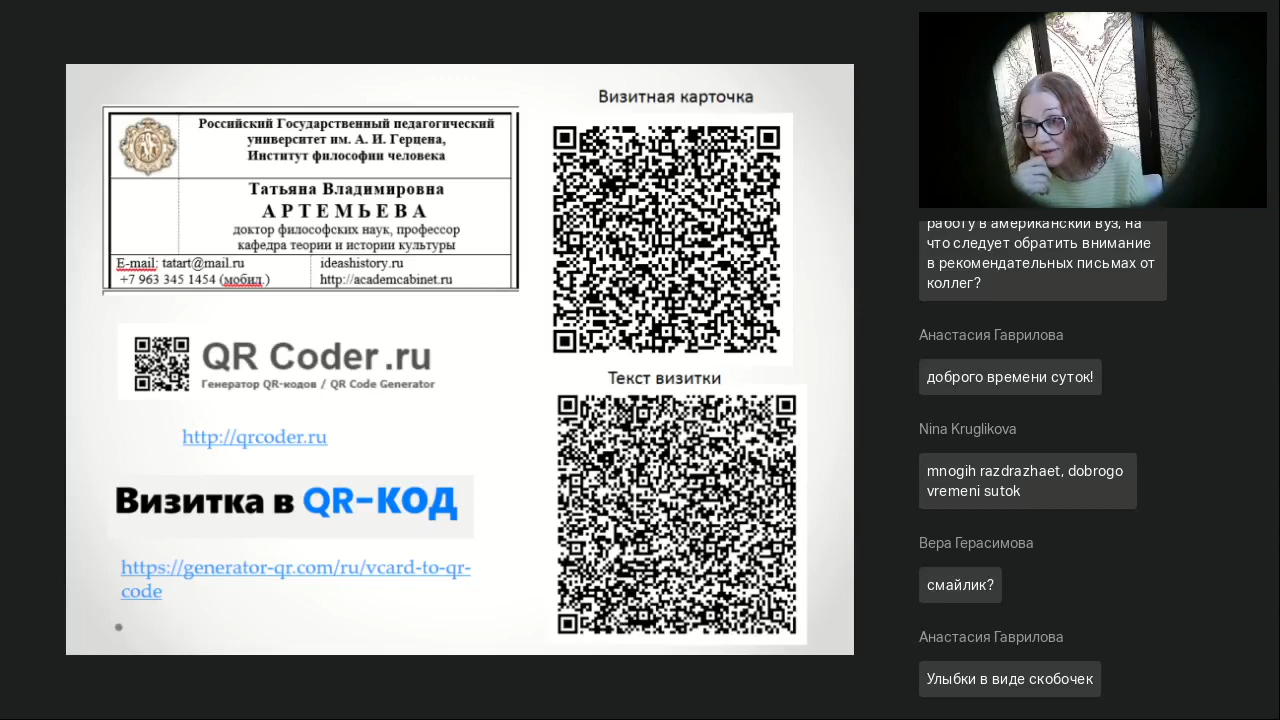 Визитная карточка
Российский Государственный педагогический
университет им. А. И. Герцена,
Институт философии человека
Татьяна Владимировна
АРТЕМЬЕВА
доктор философских наук, профессор
кафедра теории и истории культуры
E-mail: tatart@mail.ru
+7 963 345 1454 (мобил.)
ideashistory.ru
http://academcabinet.ru
QR Coder.ru
Генератор QR-кодов / QR Code Generator
Текст визитки
http://qrcoder.ru
Визитка в QR-КОД
https://generator-qr.com/ru/vcard-to-qr-
code
работу в американский вуз, на
что следует обратить внимание
в рекомендательных письмах от
коллег?
Анастасия Гаврилова
доброго времени суток!
Nina Kruglikova
mnogih razdrazhaet, dobrogo
vremeni sutok
Вера Герасимова
смайлик?
Анастасия Гаврилова
Улыбки в виде скобочек